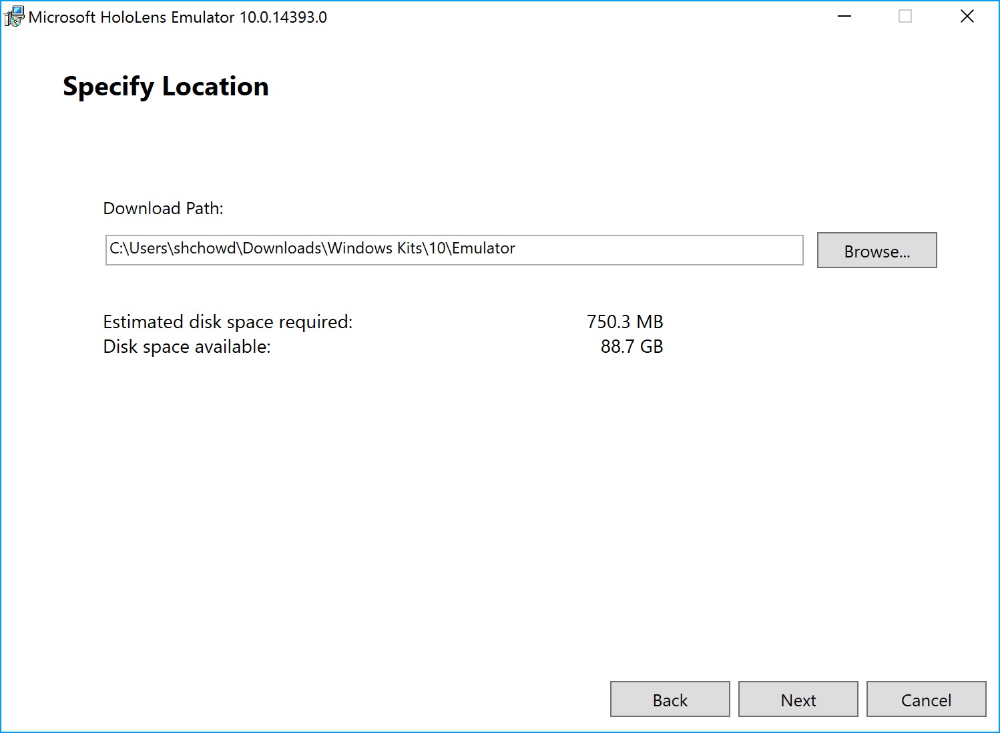 Microsoft HoloLens Emulator 10.0.14393.0
Specify Location
Download Path:
C:\Users\shchowd\Downloads\Windows Kits\10\Emulator
Browse...
Estimated disk space required: 750.3 MB
Disk space available: 88.7 GB
Back Next Cancel